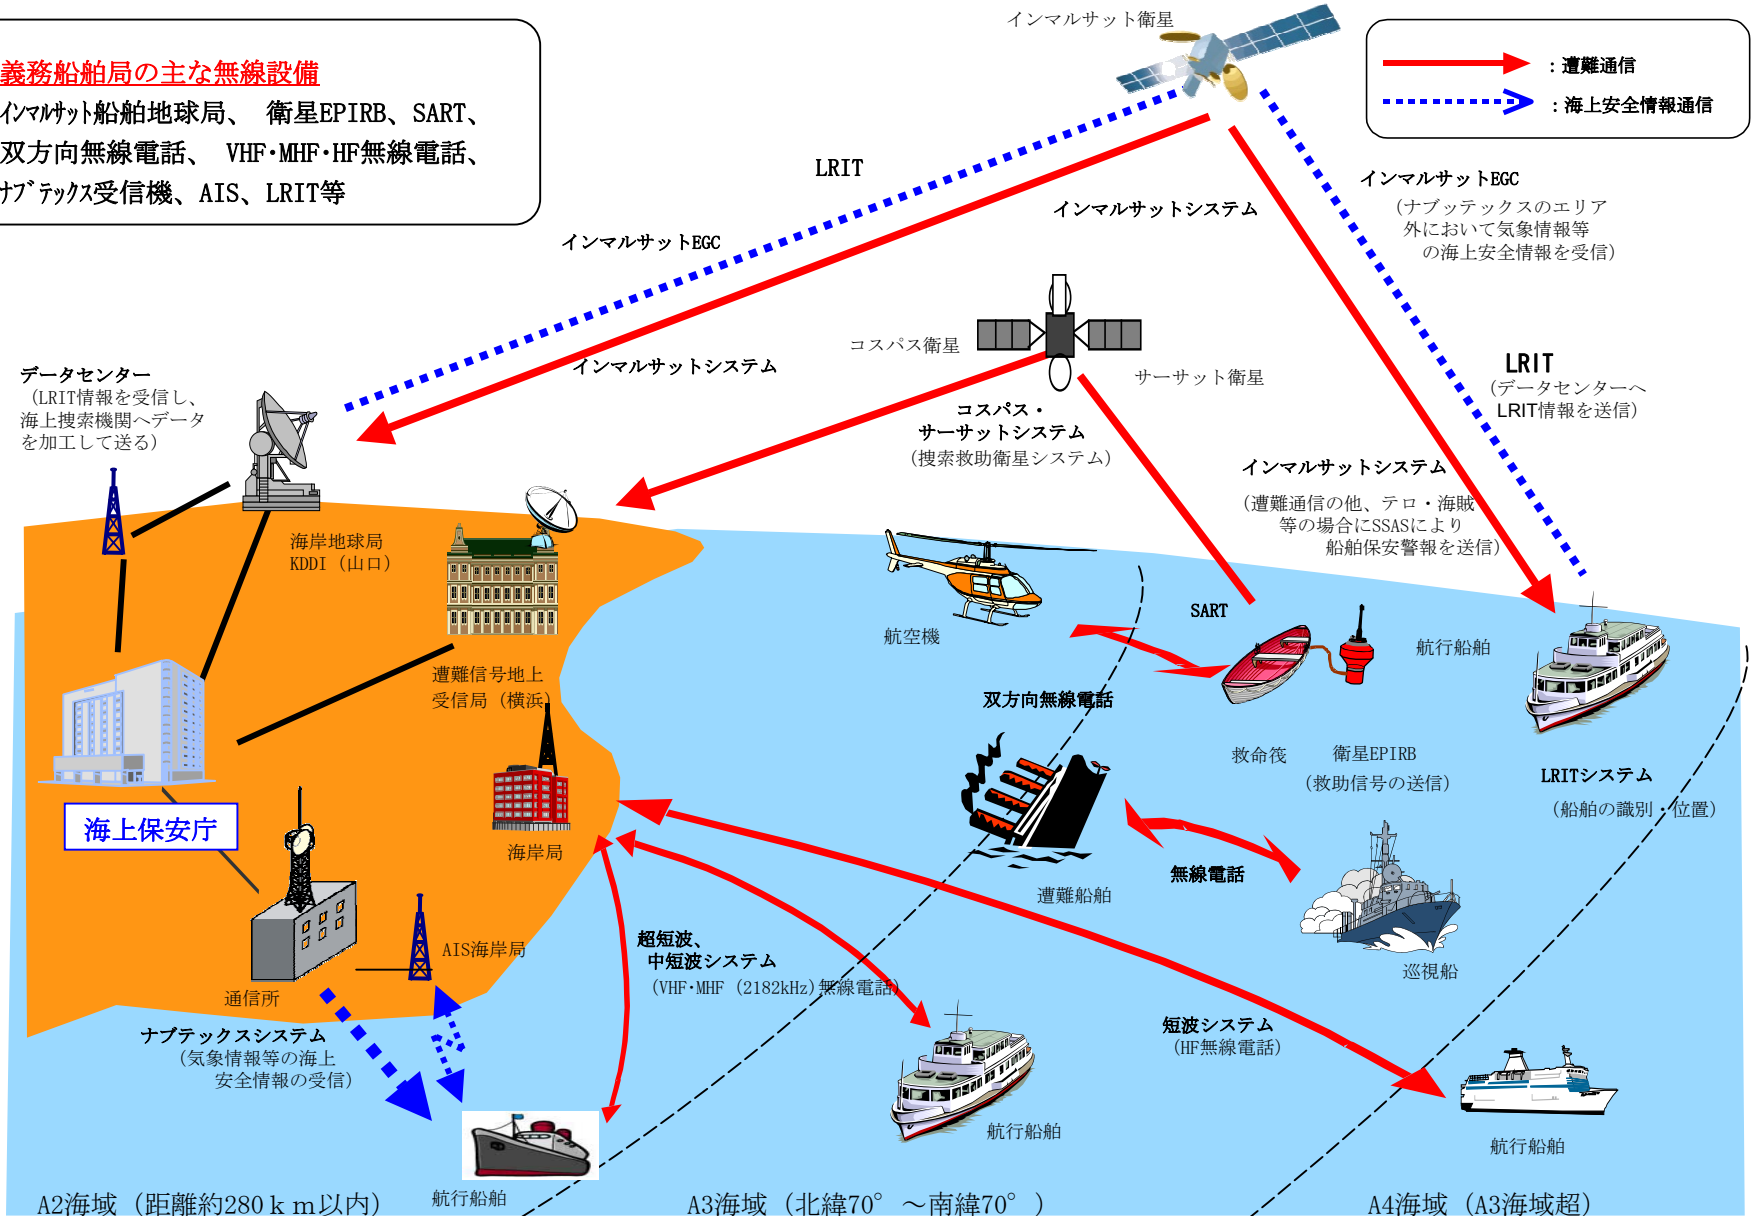 義務船舶局の主な無線設備
インマルサット船舶地球局、 衛星EPIRB、SART、
双方向無線電話、 VHF･MHF･HF無線電話、
ナブテックス受信機、AIS、LRIT等
インマルサット衛星
：遭難通信
：海上安全情報通信
LRIT
インマルサットEGC
インマルサットシステム
インマルサットEGC
（ナブッテックスのエリア
外において気象情報等
の海上安全情報を受信）
コスパス衛星
サーサット衛星
インマルサットシステム
LRIT
（データセンターへ
LRIT情報を送信）
データセンター
（LRIT情報を受信し、
海上捜索機関へデータ
を加工して送る）
コスパス・
サーサットシステム
（捜索救助衛星システム）
インマルサットシステム
（遭難通信の他、テロ・海賊
等の場合にSSASにより
船舶保安警報を送信）
海岸地球局
KDDI（山口）
遭難信号地上
受信局（横浜）
航空機
SART
航行船舶
双方向無線電話
救命筏
衛星EPIRB
（救助信号の送信）
LRITシステム
（船舶の識別・位置）
海上保安庁
海岸局
遭難船舶
無線電話
巡視船
AIS海岸局
通信所
超短波、
中短波システム
（VHF･MHF（2182kHz）無線電話）
ナブテックスシステム
（気象情報等の海上
安全情報の受信）
短波システム
（HF無線電話）
航行船舶
航行船舶
航行船舶
A2海域（距離約280ｋｍ以内）
A3海域（北緯70°～南緯70°）
A4海域（A3海域超）